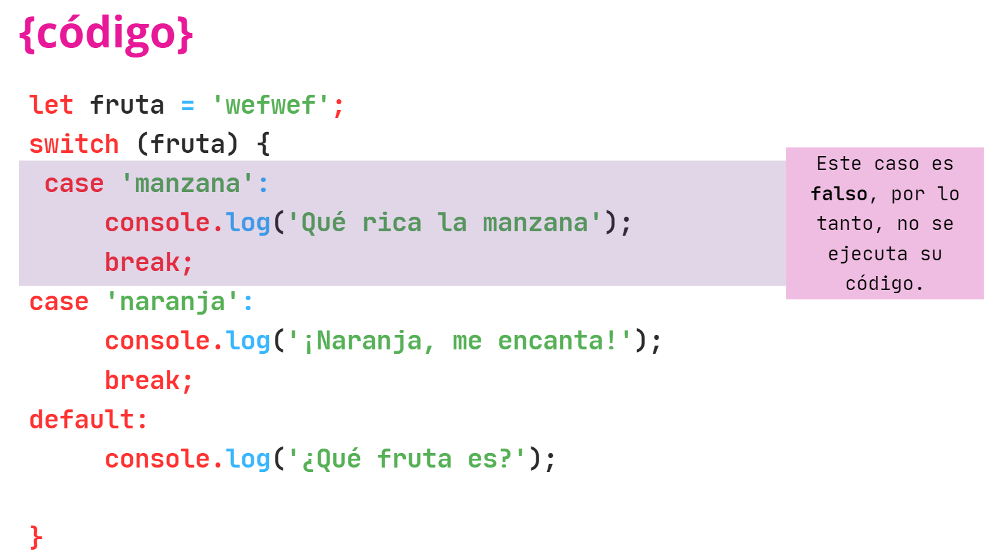 {código}
let fruta = 'wefwef';
switch (fruta) {
case 'manzana':
console.log('Qué rica la manzana');
break;
case 'naranja':
console.log('¡Naranja, me encanta!');
break;
default:
console.log('¿Qué fruta es?');
}
Este caso es
falso, por lo
tanto, no se
ejecuta su
código.